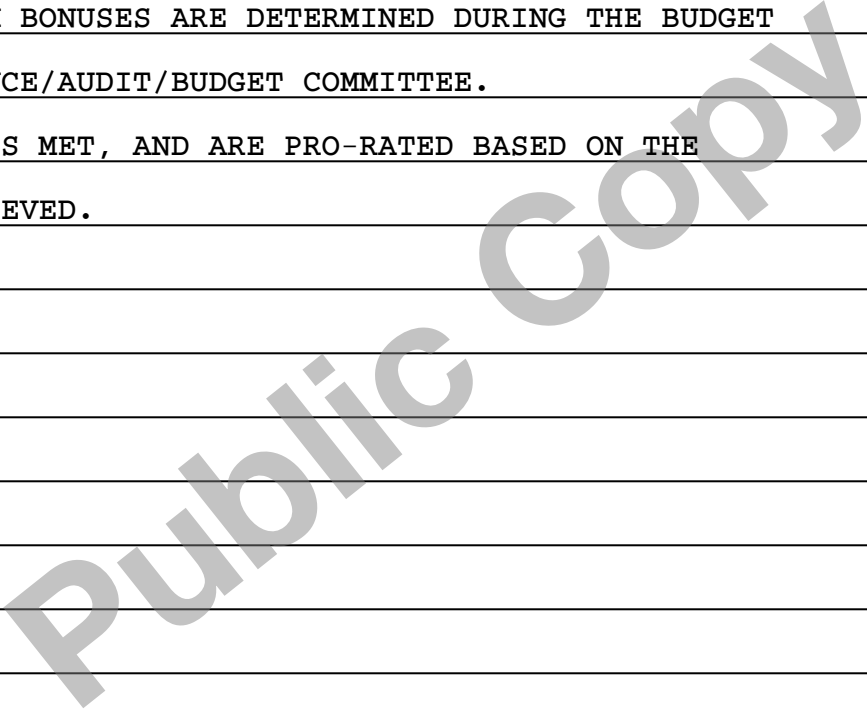 BONUSES ARE DETERMINED DURING THE BUDGET
CE/AUDIT/BUDGET COMMITTEE.
S MET, AND ARE PRO-RATED BASED ON THE
EVED.
Public Copy